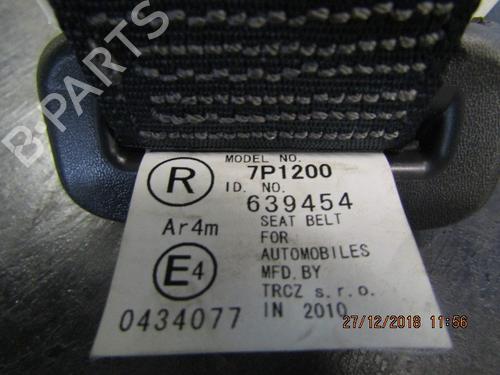 B-PARTS
MODEL NO.
R 7P1200
ID. NO.
639454
Ar4m SEAT BELT
FOR
AUTOMOBILES
E4 MFD.BY
TRCZ s.r.o.
0434077 IN 2010
27/12/2018 11:56